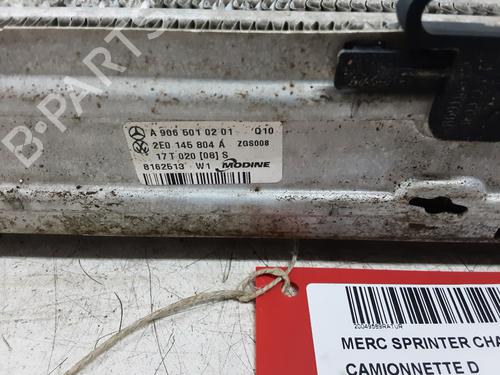 B-PARTS
A 906 501 02 01 Q10
2E0 145 804 A ZGS008
17 T 020 [08] S
8162513 W1 MODINE
20049569RATUR
MERC SPRINTER CHA
CAMIONNETTE D